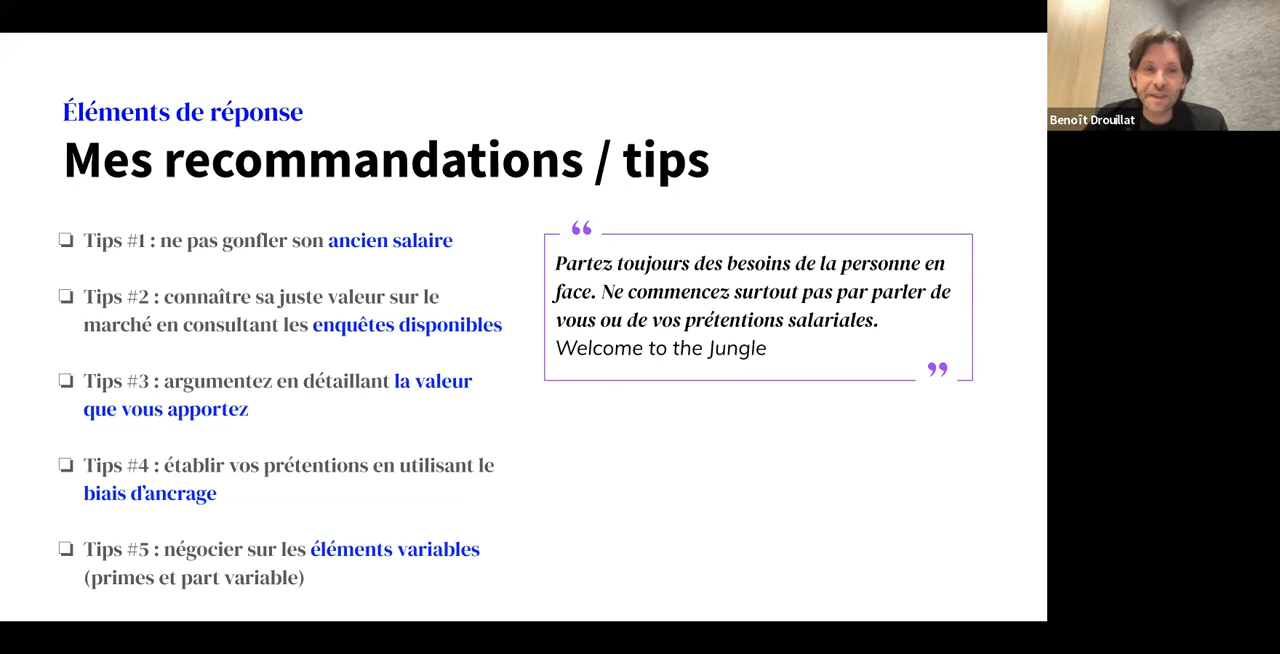 Éléments de réponse
Mes recommandations / tips
Tips #1 : ne pas gonfler son ancien salaire
Tips #2 : connaître sa juste valeur sur le
marché en consultant les enquêtes disponibles
Tips #3 : argumentez en détaillant la valeur
que vous apportez
Tips #4 : établir vos prétentions en utilisant le
biais d'ancrage
Tips #5 : négocier sur les éléments variables
(primes et part variable)
“
Partez toujours des besoins de la personne en
face. Ne commencez surtout pas par parler de
vous ou de vos prétentions salariales.
Welcome to the Jungle
”
Benoît Drouillat